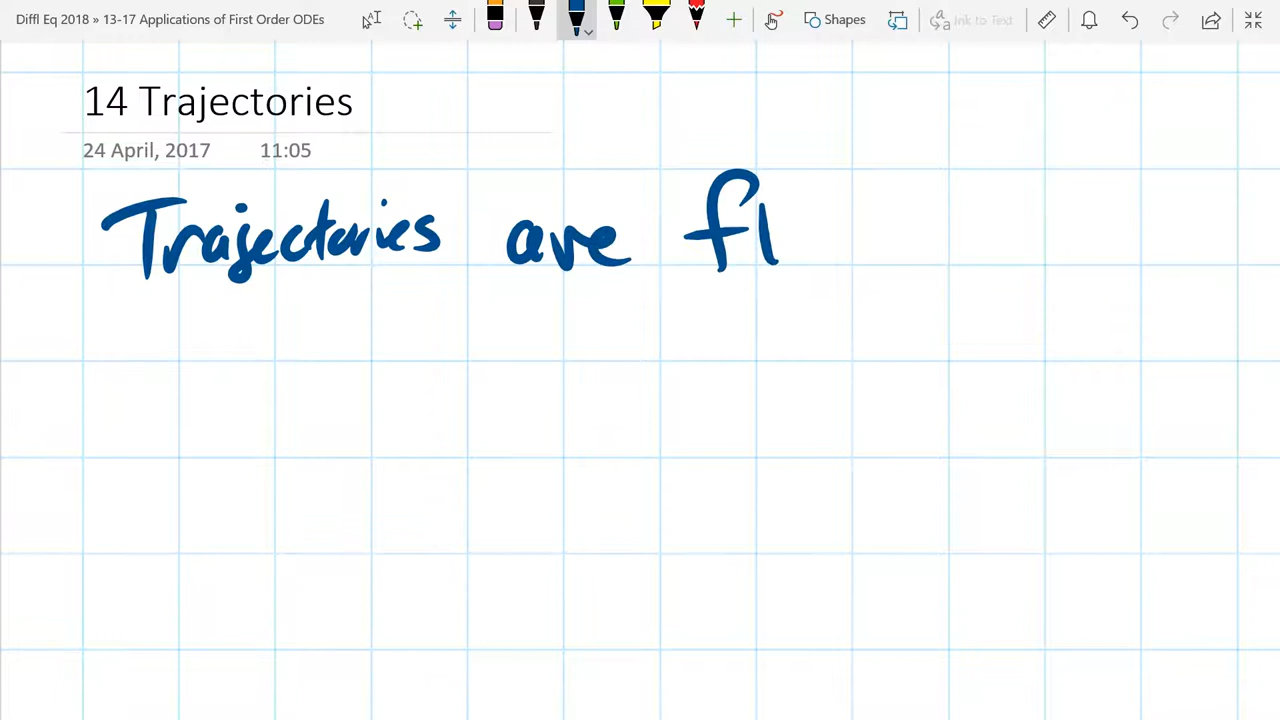 Diffl Eq 2018 » 13-17 Applications of First Order ODEs
Shapes
Ink to Text
14 Trajectories
24 April, 2017 11:05
Trajectories are fl